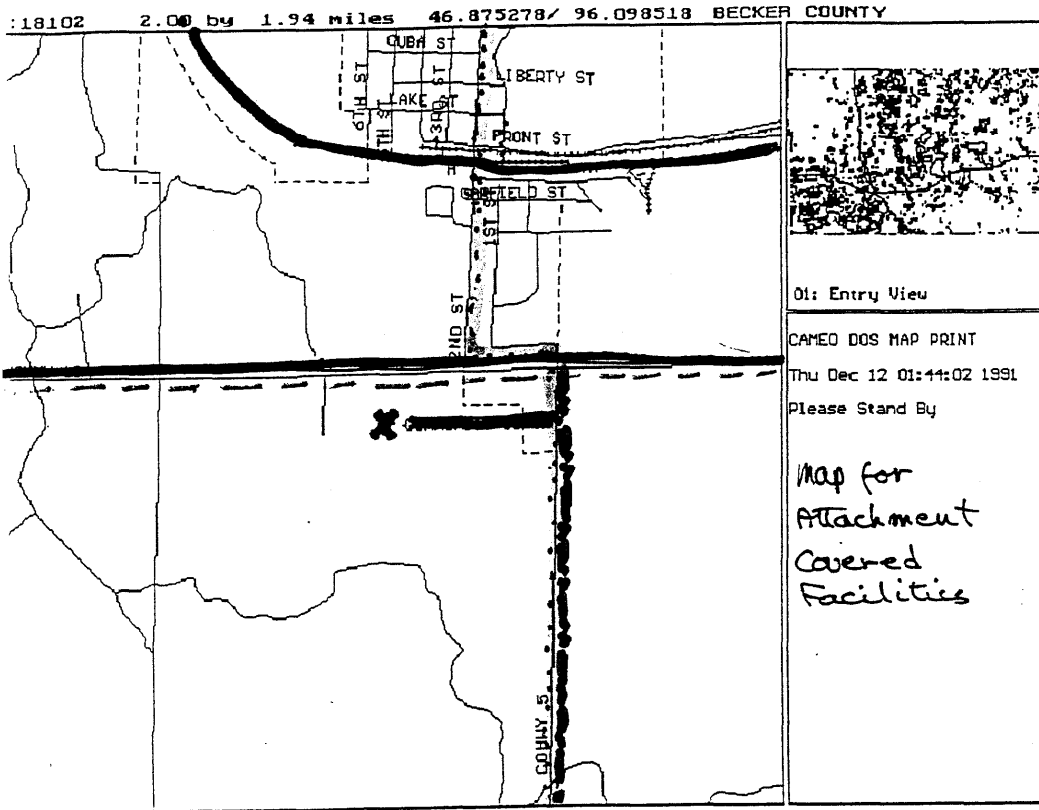 :18102 2.00 by 1.94 miles 46.875278/ 96.098518 BECKER COUNTY
CUBA ST
LIBERTY ST
6TH ST
TH ST
3RD ST
LAKE ST
FRONT ST
GARFIELD ST
1ST S
2ND ST
COHWY 5
01: Entry View
CAMEO DOS MAP PRINT
Thu Dec 12 01:44:02 1991
Please Stand By
Map for
Attachment
Covered
Facilities